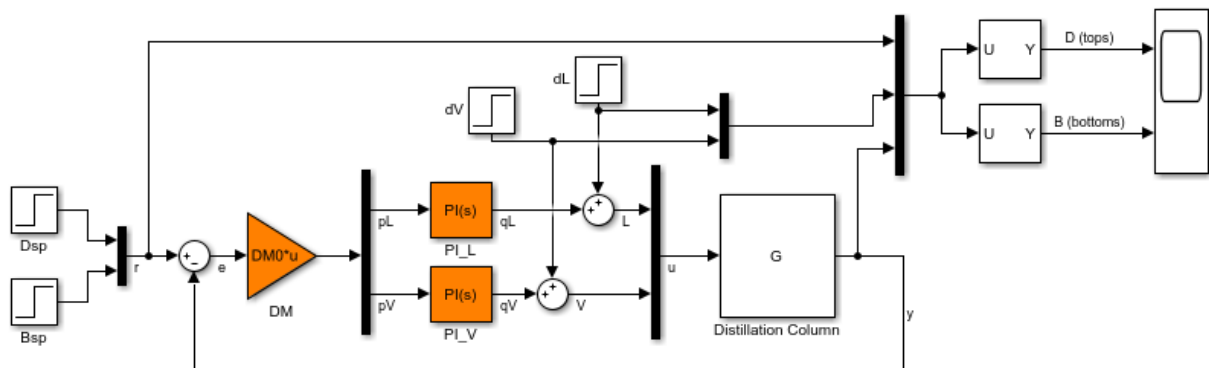 dL
dV
U
Y
D (tops)
U
Y
B (bottoms)
Dsp
Bsp
r
+
−
e
DM0*u
DM
pL
pV
PI(s)
PI_L
qL
PI(s)
PI_V
qV
+
+
L
+
+
V
u
G
Distillation Column
y